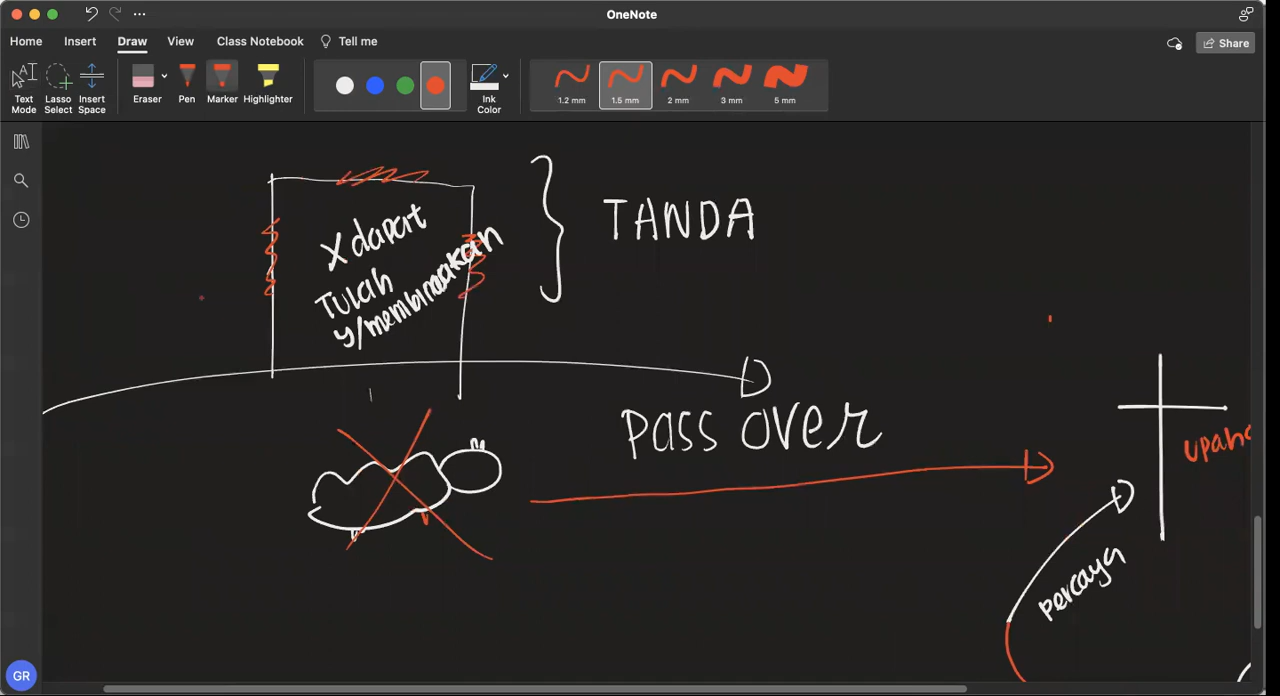 OneNote
Home Insert Draw View Class Notebook Tell me
Share
Text Mode
Lasso Select
Insert Space
Eraser
Pen
Marker
Highlighter
Ink Color
1.2 mm
1.5 mm
2 mm
3 mm
5 mm
X dapat
Tulah
y/membinasakan
TANDA
Pass over
upah
percaya
GR